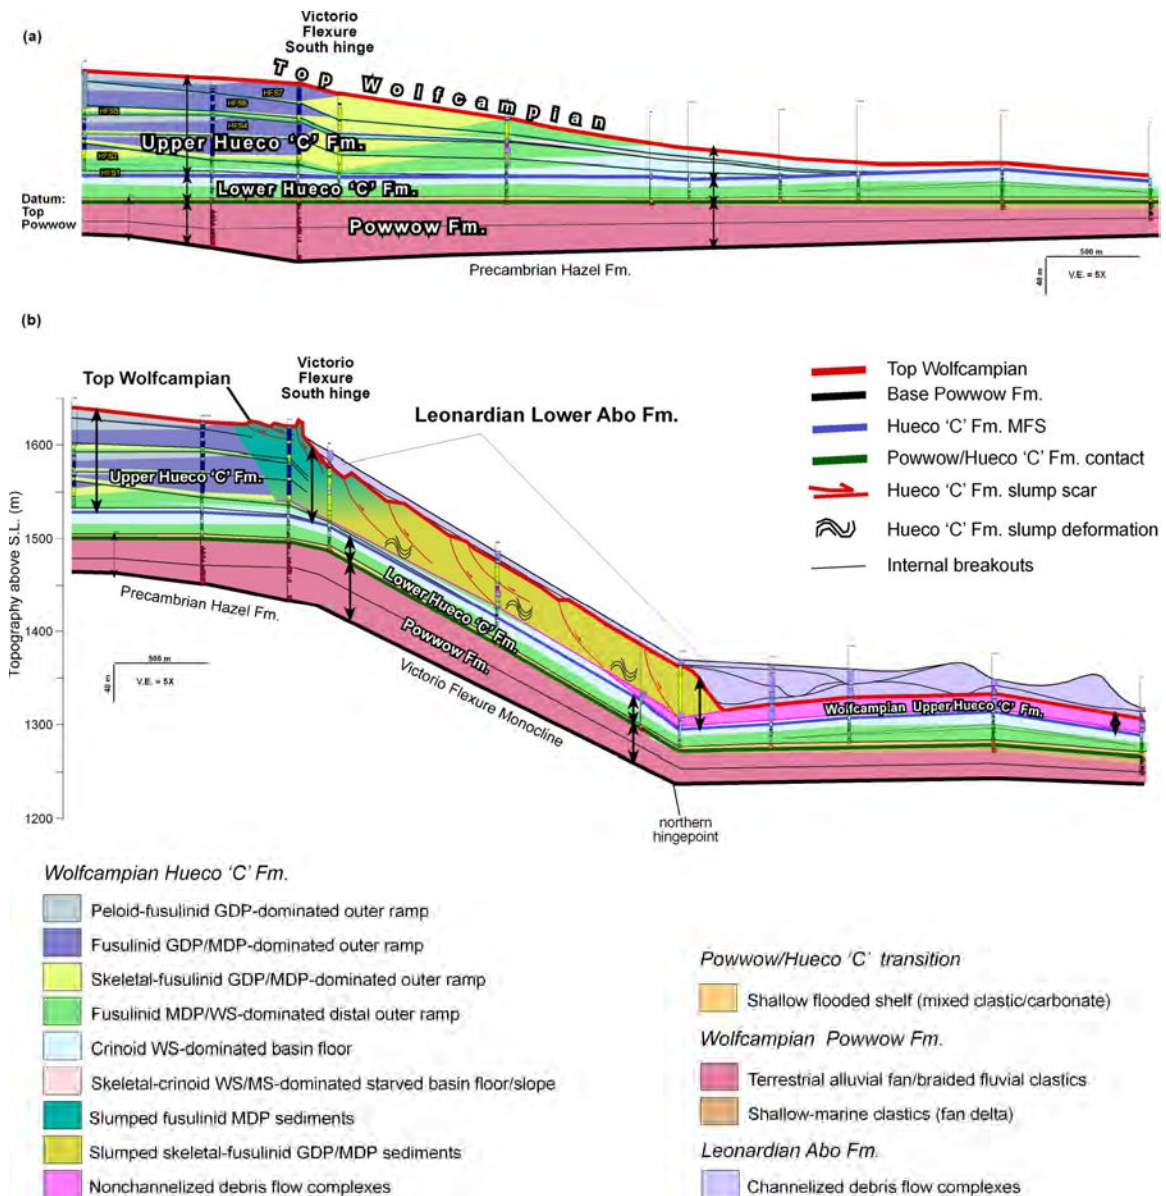 (a)
Victorio
Flexure
South hinge
Top Wolfcampian
HFS7
HFS6
HFS5
HFS4
Upper Hueco 'C' Fm.
HFS2
HFS1
Lower Hueco 'C' Fm.
Datum:
Top
Powwow
Powwow Fm.
Precambrian Hazel Fm.
500 m
40 m
V.E. = 5X
(b)
Victorio
Flexure
South hinge
Top Wolfcampian
Leonardian Lower Abo Fm.
Top Wolfcampian
Base Powwow Fm.
Hueco 'C' Fm. MFS
Powwow/Hueco 'C' Fm. contact
Hueco 'C' Fm. slump scar
Hueco 'C' Fm. slump deformation
Internal breakouts
Topography above S.L. (m)
1600
1500
1400
1300
1200
Upper Hueco 'C' Fm.
Precambrian Hazel Fm.
Lower Hueco 'C' Fm.
Powwow Fm.
Victorio Flexure Monocline
500 m
40 m
V.E. = 5X
Wolfcampian Upper Hueco 'C' Fm.
northern
hingepoint
Wolfcampian Hueco 'C' Fm.
Peloid-fusulinid GDP-dominated outer ramp
Fusulinid GDP/MDP-dominated outer ramp
Skeletal-fusulinid GDP/MDP-dominated outer ramp
Fusulinid MDP/WS-dominated distal outer ramp
Crinoid WS-dominated basin floor
Skeletal-crinoid WS/MS-dominated starved basin floor/slope
Slumped fusulinid MDP sediments
Slumped skeletal-fusulinid GDP/MDP sediments
Nonchannelized debris flow complexes
Powwow/Hueco 'C' transition
Shallow flooded shelf (mixed clastic/carbonate)
Wolfcampian Powwow Fm.
Terrestrial alluvial fan/braided fluvial clastics
Shallow-marine clastics (fan delta)
Leonardian Abo Fm.
Channelized debris flow complexes